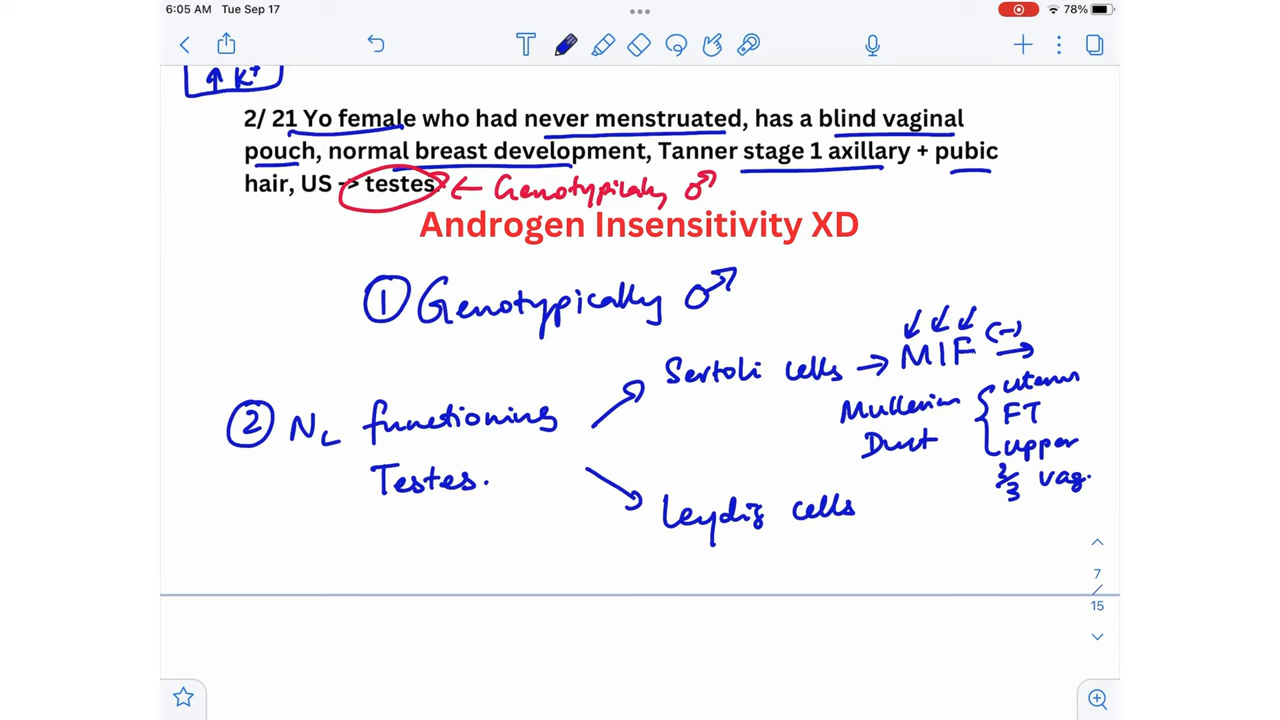 6:05 AM Tue Sep 17
78%
T
↑ K+
2/ 21 Yo female who had never menstruated, has a blind vaginal
pouch, normal breast development, Tanner stage 1 axillary + pubic
hair, US -> testes. ← Genotypically ♂
Androgen Insensitivity XD
① Genotypically ♂
② NL functioning
Testes.
Sertoli cells → MIF (-) →
Mullerian
Duct
uterus
FT
upper
2/3 vag.
Leydig cells
7
/
15